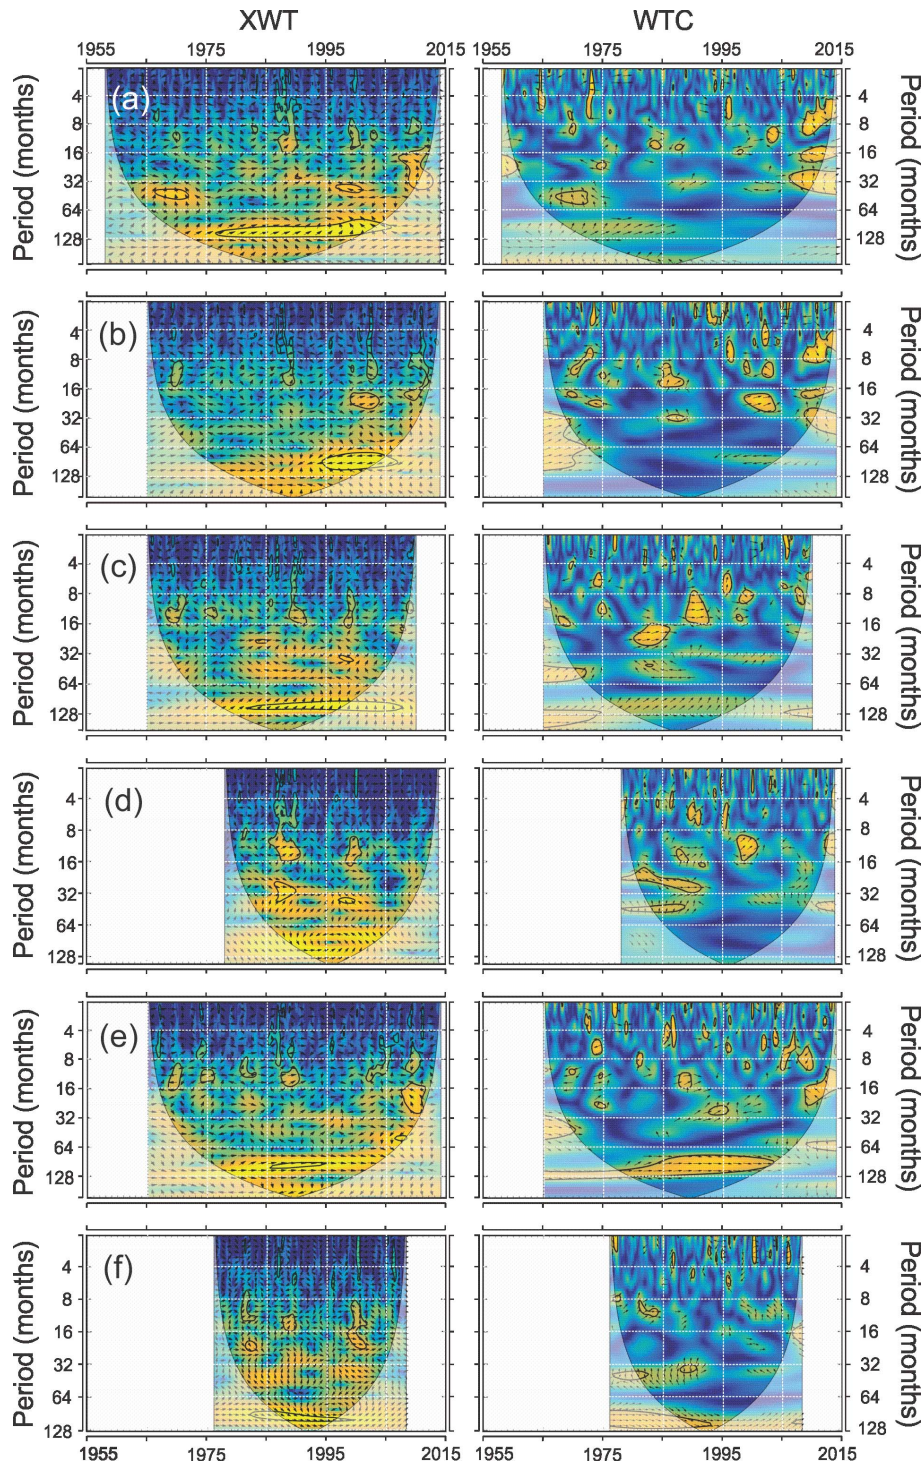 XWT WTC
1955 1975 1995 2015 1955 1975 1995 2015
Period (months) (a) 4 8 16 32 64 128 4 8 16 32 64 128 Period (months)
Period (months) (b) 4 8 16 32 64 128 4 8 16 32 64 128 Period (months)
Period (months) (c) 4 8 16 32 64 128 4 8 16 32 64 128 Period (months)
Period (months) (d) 4 8 16 32 64 128 4 8 16 32 64 128 Period (months)
Period (months) (e) 4 8 16 32 64 128 4 8 16 32 64 128 Period (months)
Period (months) (f) 4 8 16 32 64 128 4 8 16 32 64 128 Period (months)
1955 1975 1995 2015 1955 1975 1995 2015